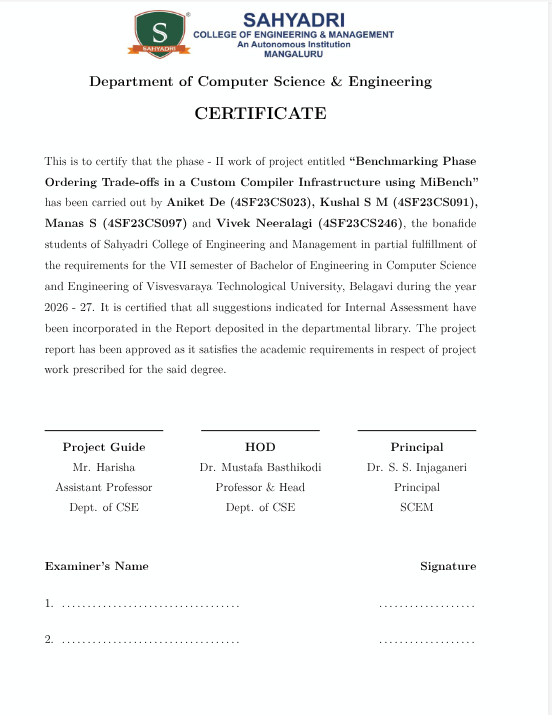 S
SAHYADRI
SAHYADRI
COLLEGE OF ENGINEERING & MANAGEMENT
An Autonomous Institution
MANGALURU
Department of Computer Science & Engineering
CERTIFICATE
This is to certify that the phase - II work of project entitled “Benchmarking Phase
Ordering Trade-offs in a Custom Compiler Infrastructure using MiBench”
has been carried out by Aniket De (4SF23CS023), Kushal S M (4SF23CS091),
Manas S (4SF23CS097) and Vivek Neeralagi (4SF23CS246), the bonafide
students of Sahyadri College of Engineering and Management in partial fulfillment of
the requirements for the VII semester of Bachelor of Engineering in Computer Science
and Engineering of Visvesvaraya Technological University, Belagavi during the year
2026 - 27. It is certified that all suggestions indicated for Internal Assessment have
been incorporated in the Report deposited in the departmental library. The project
report has been approved as it satisfies the academic requirements in respect of project
work prescribed for the said degree.
Project Guide HOD Principal
Mr. Harisha Dr. Mustafa Basthikodi Dr. S. S. Injaganeri
Assistant Professor Professor & Head Principal
Dept. of CSE Dept. of CSE SCEM
Examiner's Name Signature
1. ................................... ...................
2. ................................... ...................